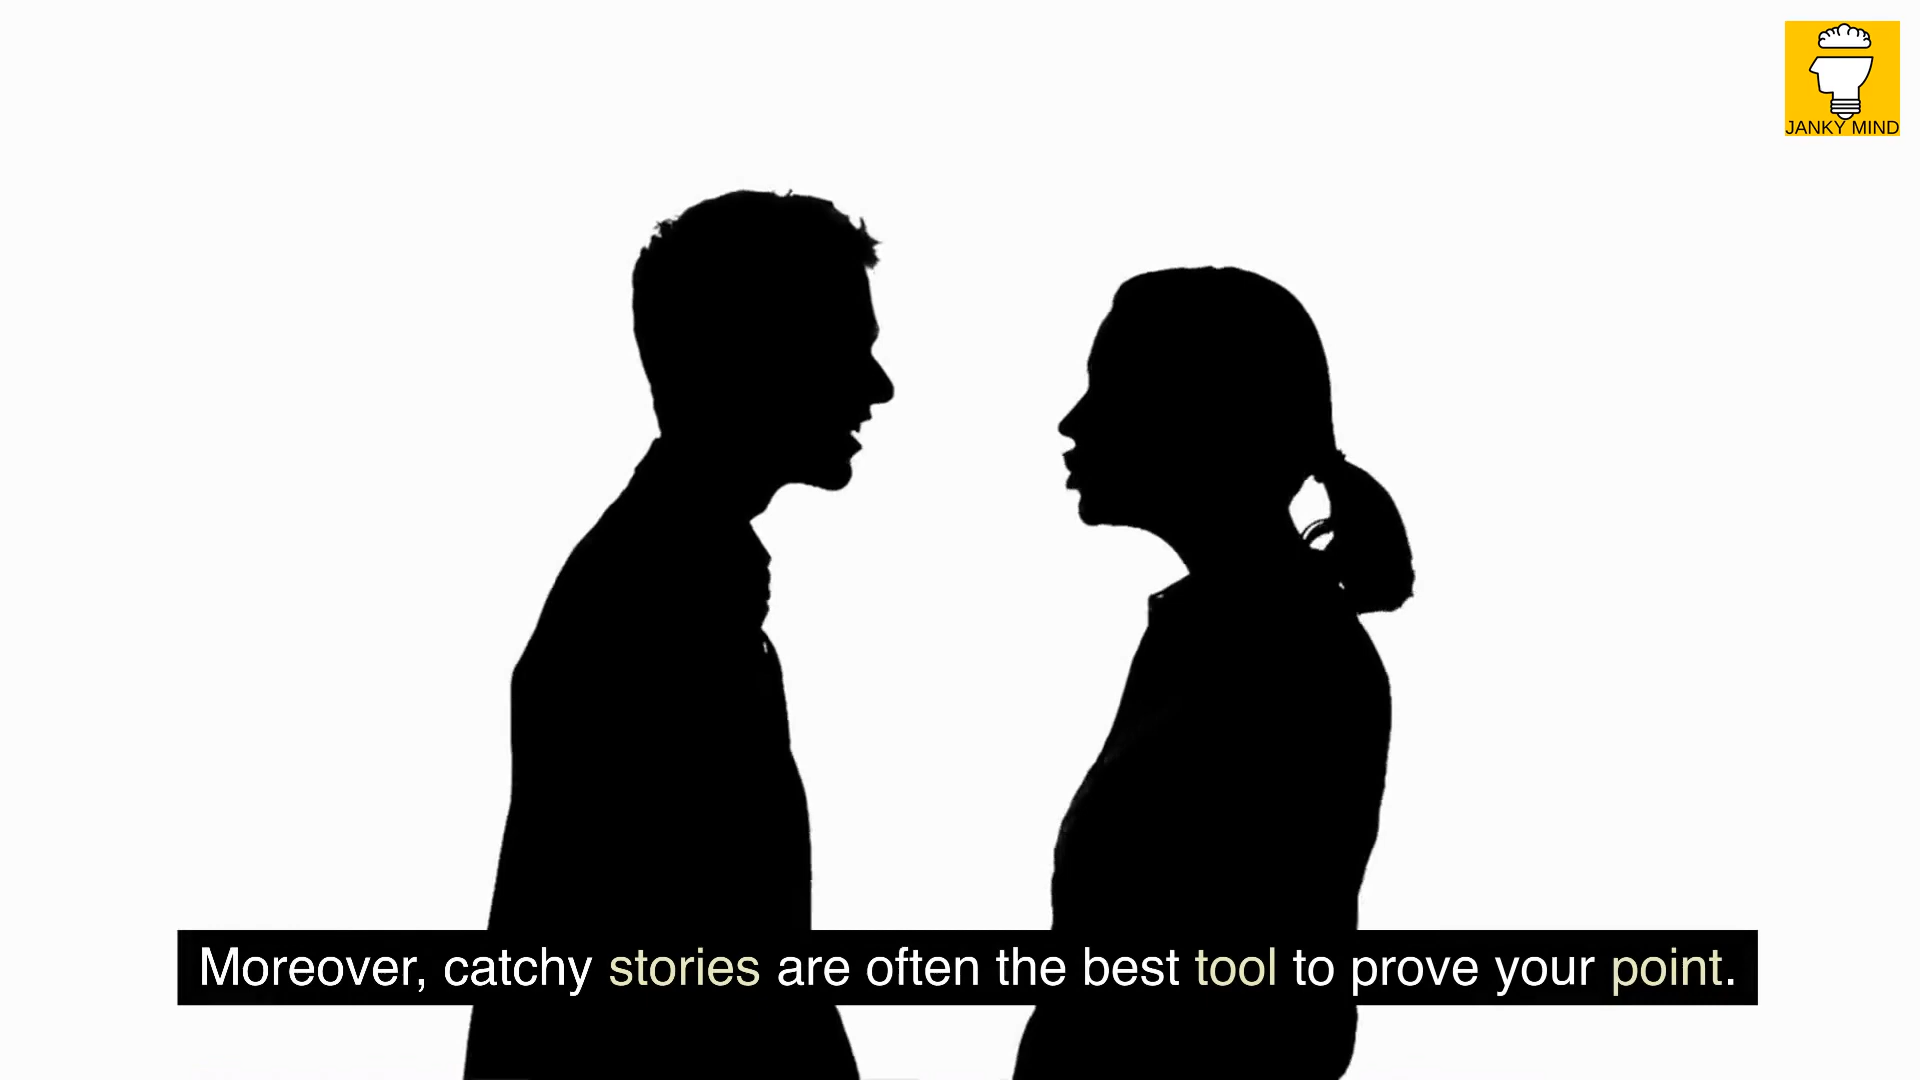 JANKY MIND
Moreover, catchy stories are often the best tool to prove your point.